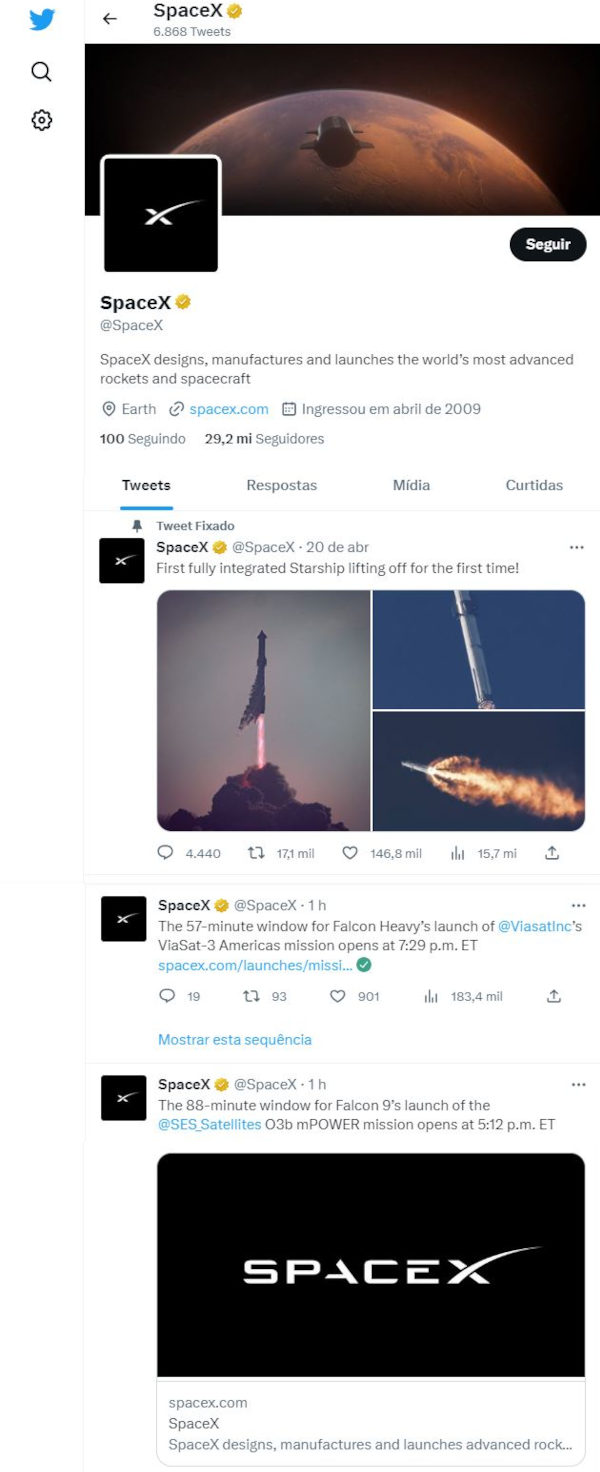 SpaceX
6.868 Tweets
Seguir
SpaceX
@SpaceX
SpaceX designs, manufactures and launches the world's most advanced
rockets and spacecraft
Earth spacex.com Ingressou em abril de 2009
100 Seguindo 29,2 mi Seguidores
Tweets Respostas Mídia Curtidas
Tweet Fixado
SpaceX @SpaceX · 20 de abr
First fully integrated Starship lifting off for the first time!
4.440 17,1 mil 146,8 mil 15,7 mi
SpaceX @SpaceX · 1 h
The 57-minute window for Falcon Heavy's launch of @ViasatInc's
ViaSat-3 Americas mission opens at 7:29 p.m. ET
spacex.com/launches/missi...
19 93 901 183,4 mil
Mostrar esta sequência
SpaceX @SpaceX · 1 h
The 88-minute window for Falcon 9's launch of the
@SES_Satellites O3b mPOWER mission opens at 5:12 p.m. ET
SPACEX
spacex.com
SpaceX
SpaceX designs, manufactures and launches advanced rock...